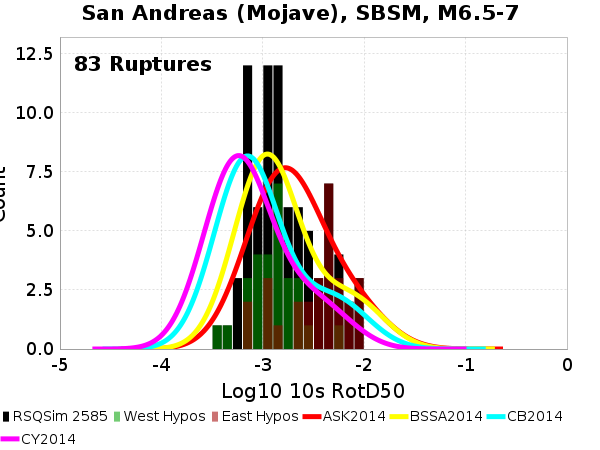 San Andreas (Mojave), SBSM, M6.5-7
83 Ruptures
12.5
10.0
7.5
5.0
2.5
0.0
Count
-5 -4 -3 -2 -1 0
Log10 10s RotD50
RSQSim 2585 West Hypos East Hypos ASK2014 BSSA2014 CB2014
CY2014